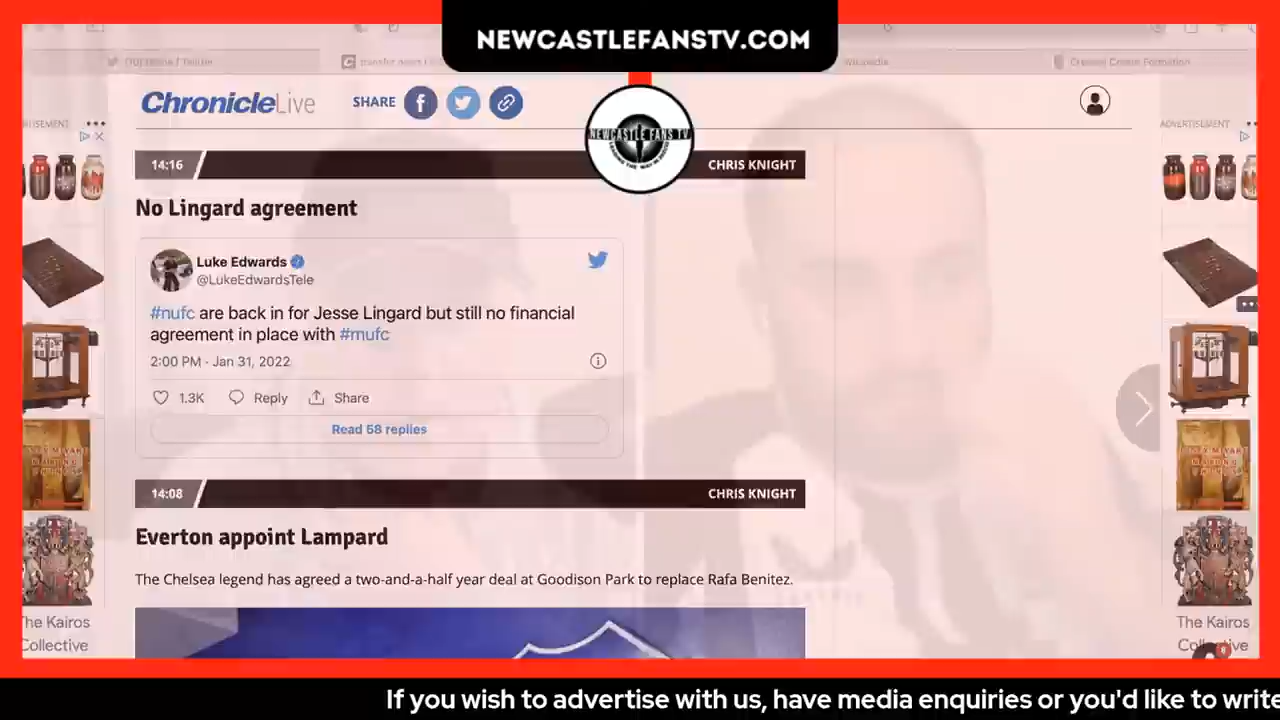 NEWCASTLEFANSTV.COM
ChronicleLive
SHARE
NEWCASTLE FANS TV
ADVERTISEMENT
14:16
CHRIS KNIGHT
No Lingard agreement
Luke Edwards
@LukeEdwardsTele
#nufc are back in for Jesse Lingard but still no financial
agreement in place with #mufc
2:00 PM · Jan 31, 2022
1.3K
Reply
Share
Read 58 replies
14:08
CHRIS KNIGHT
Everton appoint Lampard
The Chelsea legend has agreed a two-and-a-half year deal at Goodison Park to replace Rafa Benitez.
The Kairos
Collective
The Kairos
If you wish to advertise with us, have media enquiries or you'd like to write